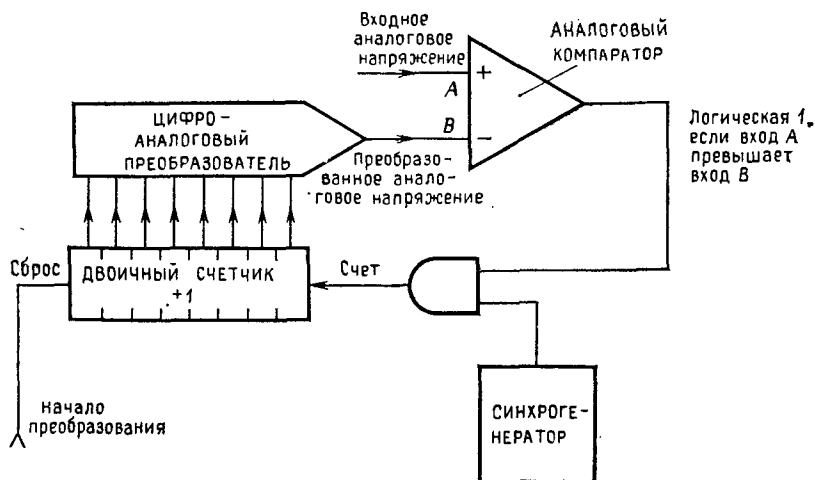 Входное
аналоговое
напряжение
АНАЛОГОВЫЙ
КОМПАРАТОР
+
A
B
−
ЦИФРО-
АНАЛОГОВЫЙ
ПРЕОБРАЗОВАТЕЛЬ
Преобразо-
ванное анало-
говое напряжение
Логическая 1,
если вход A
превышает
вход B
Сброс
ДВОИЧНЫЙ СЧЕТЧИК
+1
Счет
Начало
преобразования
СИНХРОГЕ-
НЕРАТОР